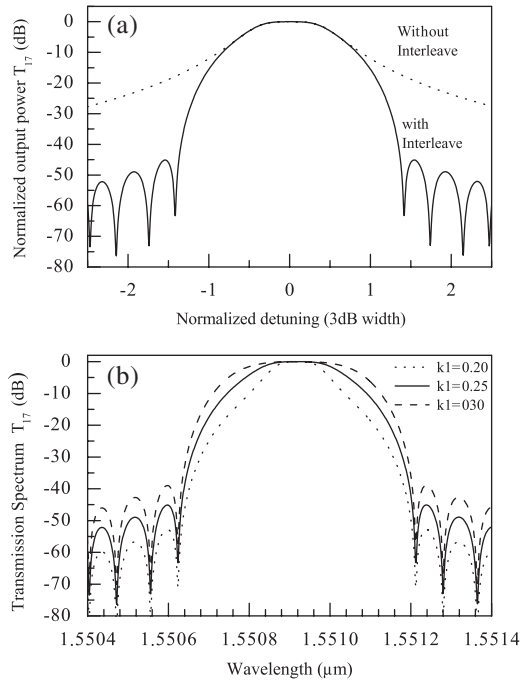 (a)
Without
Interleave
with
Interleave
Normalized output power T17 (dB)
0
-10
-20
-30
-40
-50
-60
-70
-80
-2 -1 0 1 2
Normalized detuning (3dB width)
(b)
k1=0.20
k1=0.25
k1=030
Transmission Spectrum T17 (dB)
0
-10
-20
-30
-40
-50
-60
-70
-80
1.5504 1.5506 1.5508 1.5510 1.5512 1.5514
Wavelength (μm)